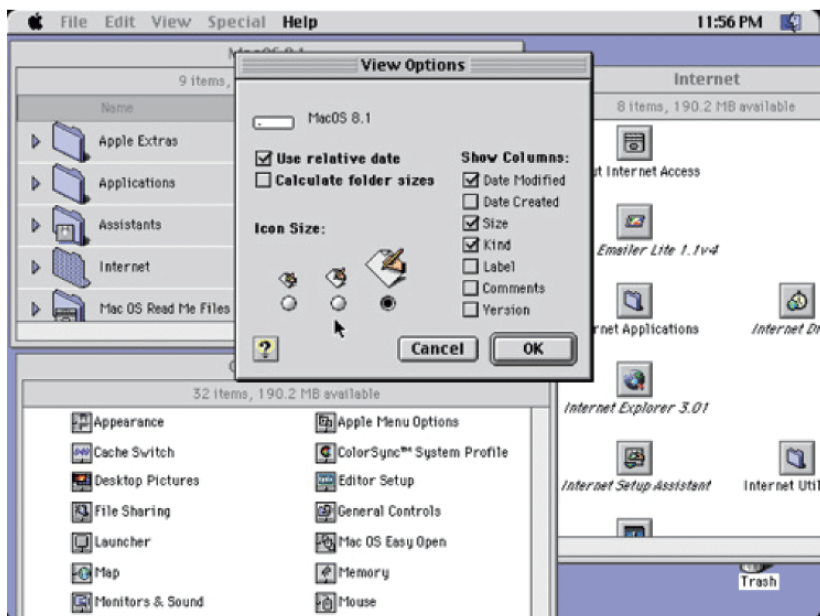 File Edit View Special Help 11:56 PM
9 items,
Name
Apple Extras
Applications
Assistants
Internet
Mac OS Read Me Files
View Options
MacOS 8.1
Use relative date
Calculate folder sizes
Icon Size:
Show Columns:
Date Modified
Date Created
Size
Kind
Label
Comments
Version
?
Cancel OK
Internet
8 items, 190.2 MB available
Internet Access
Emailer Lite 1.1v4
Applications
Internet
Internet Explorer 3.01
Internet Setup Assistant
Internet
32 items, 190.2 MB available
Appearance
Apple Menu Options
Cache Switch
ColorSync™ System Profile
Desktop Pictures
Editor Setup
File Sharing
General Controls
Launcher
Mac OS Easy Open
Map
Memory
Monitors & Sound
Mouse
Trash